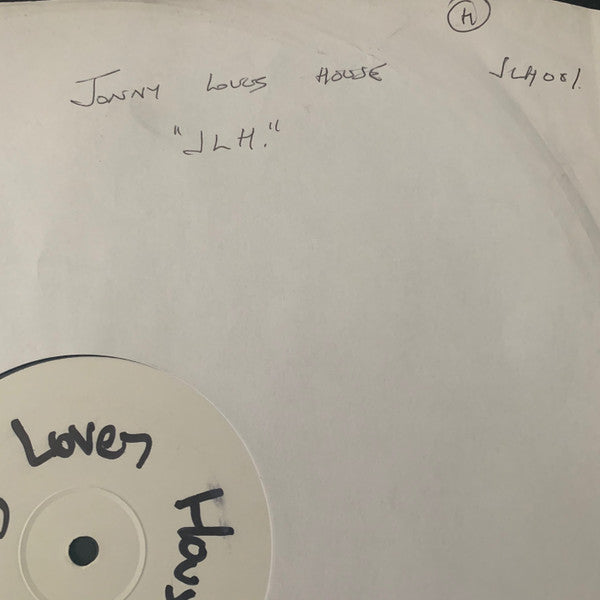 H
JONNY LOVES HOUSE JLH001.
"JLH."
Loves
Hous